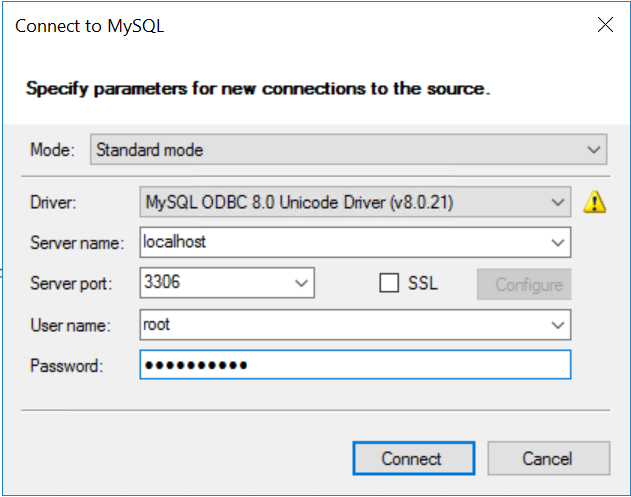 Connect to MySQL
Specify parameters for new connections to the source.
Mode: Standard mode
Driver: MySQL ODBC 8.0 Unicode Driver (v8.0.21)
Server name: localhost
Server port: 3306 SSL Configure
User name: root
Password: ●●●●●●●●●●
Connect Cancel